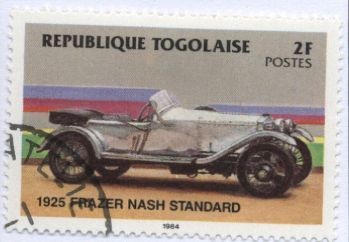 REPUBLIQUE TOGOLAISE 2F
POSTES
1925 FRAZER NASH STANDARD
1984